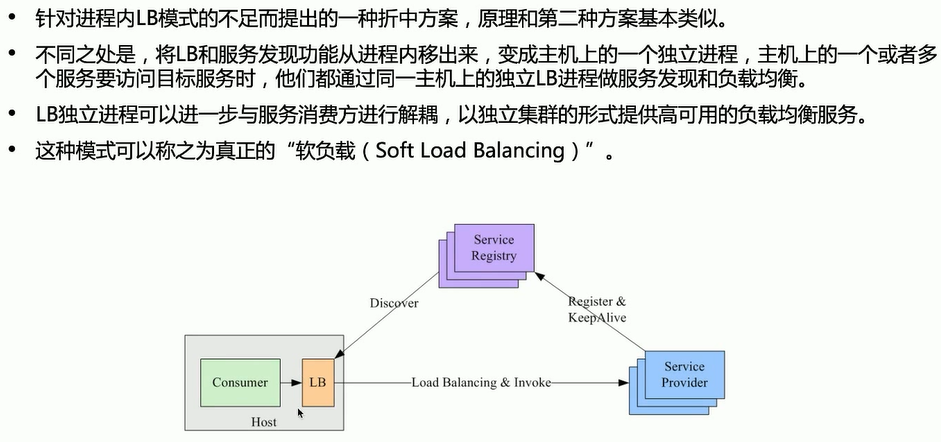 • 针对进程内LB模式的不足而提出的一种折中方案，原理和第二种方案基本类似。
• 不同之处是，将LB和服务发现功能从进程内移出来，变成主机上的一个独立进程，主机上的一个或者多
个服务要访问目标服务时，他们都通过同一主机上的独立LB进程做服务发现和负载均衡。
• LB独立进程可以进一步与服务消费方进行解耦，以独立集群的形式提供高可用的负载均衡服务。
• 这种模式可以称之为真正的“软负载（Soft Load Balancing）”。
Service
Registry
Discover
Register &
KeepAlive
Consumer
LB
Load Balancing & Invoke
Service
Provider
Host